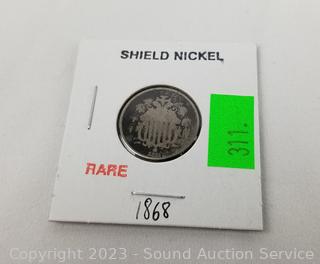 SHIELD NICKEL
311.
RARE
1868
Copyright 2023 - Sound Auction Service